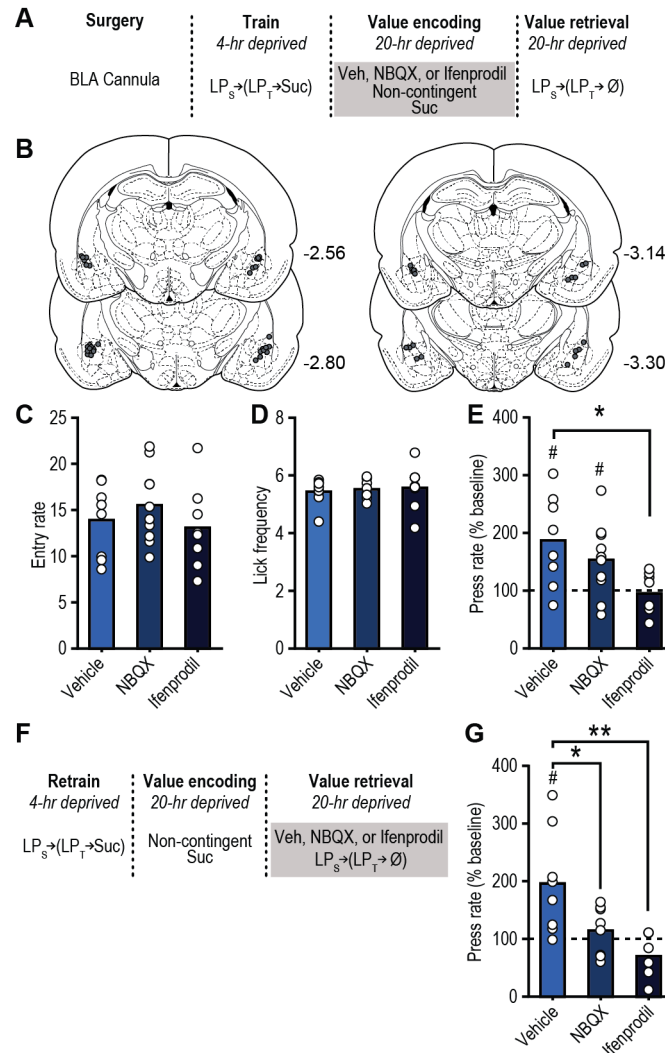 A
Surgery
BLA Cannula
Train
4-hr deprived
LPS→(LPT→Suc)
Value encoding
20-hr deprived
Veh, NBQX, or Ifenprodil
Non-contingent
Suc
Value retrieval
20-hr deprived
LPS→(LPT→Ø)
B
-2.56
-2.80
-3.14
-3.30
C
Entry rate
25
20
15
10
5
0
Vehicle
NBQX
Ifenprodil
D
Lick frequency
8
6
4
2
0
Vehicle
NBQX
Ifenprodil
E
Press rate (% baseline)
400
300
200
100
0
*
#
#
Vehicle
NBQX
Ifenprodil
F
Retrain
4-hr deprived
LPS→(LPT→Suc)
Value encoding
20-hr deprived
Non-contingent
Suc
Value retrieval
20-hr deprived
Veh, NBQX, or Ifenprodil
LPS→(LPT→Ø)
G
Press rate (% baseline)
400
300
200
100
0
**
*
#
Vehicle
NBQX
Ifenprodil